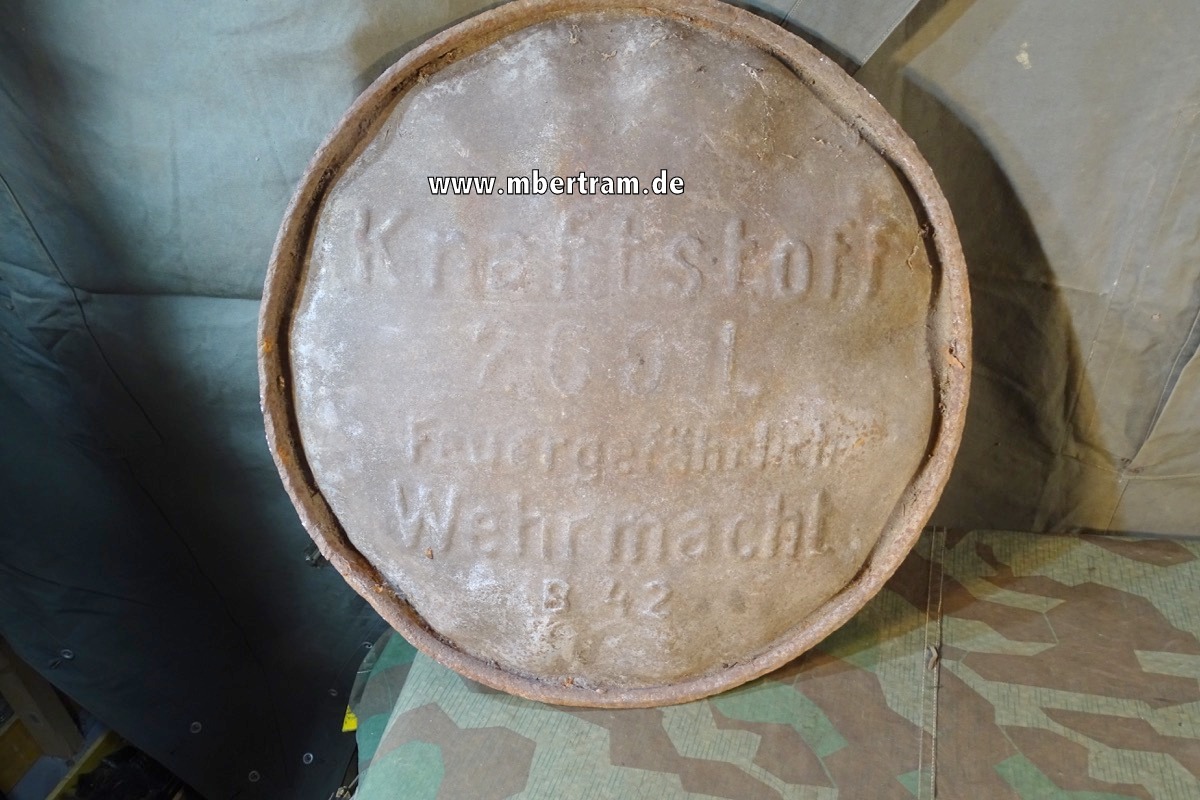 www.mbertram.de
Kraftstoff
200 L
Feuergefährlich
Wehrmacht
B 42